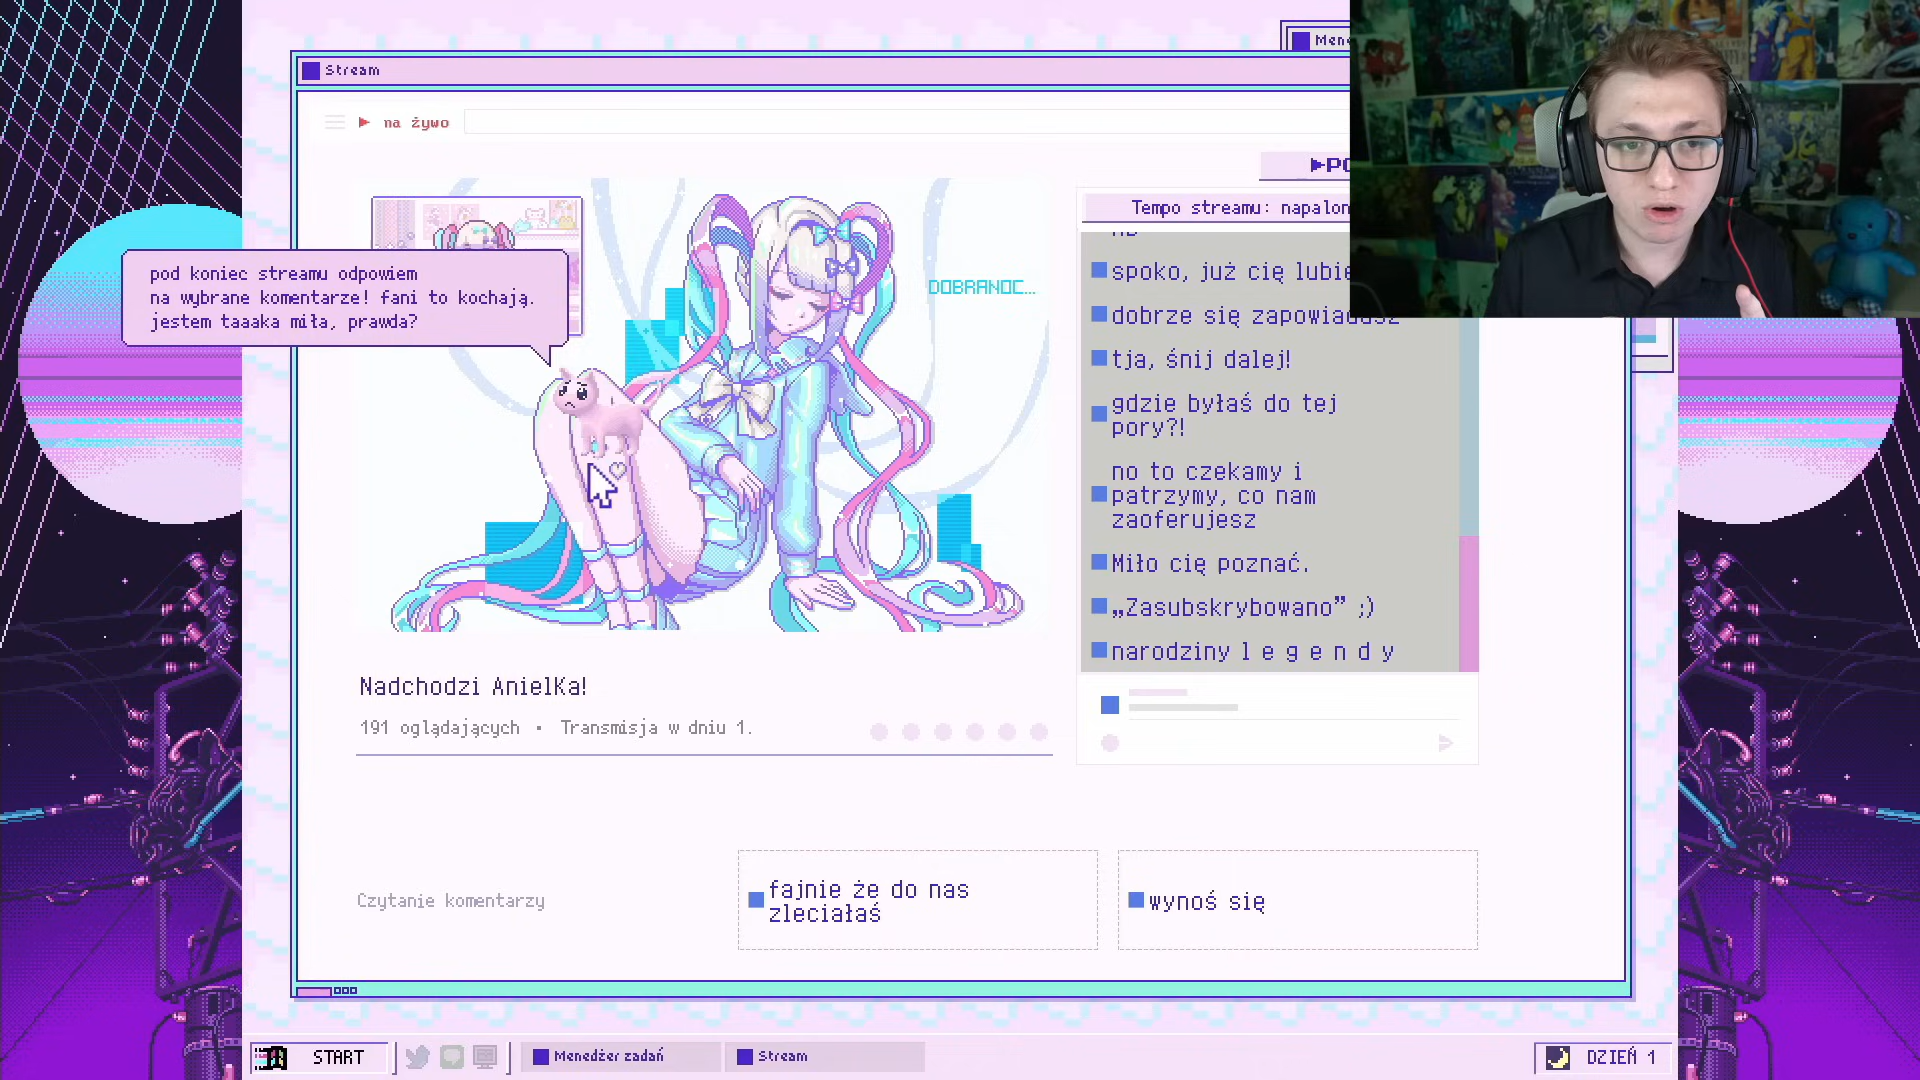 Stream
na żywo
Tempo streamu:
pod koniec streamu odpowiem
na wybrane komentarze! fani to kochają.
jestem taaaka miła, prawda?
DOBRANOC...
spoko, już cię
dobrze się zapowiadasz
tja, śnij dalej!
gdzie byłaś do tej
pory?!
no to czekamy i
patrzymy, co nam
zaoferujesz
Miło cię poznać.
„Zasubskrybowano” ;)
narodziny l e g e n d y
Nadchodzi AnielKa!
191 oglądających • Transmisja w dniu 1.
Czytanie komentarzy
fajnie że do nas
zleciałaś
wynoś się
START
Menedżer zadań
Stream
DZIEŃ 1